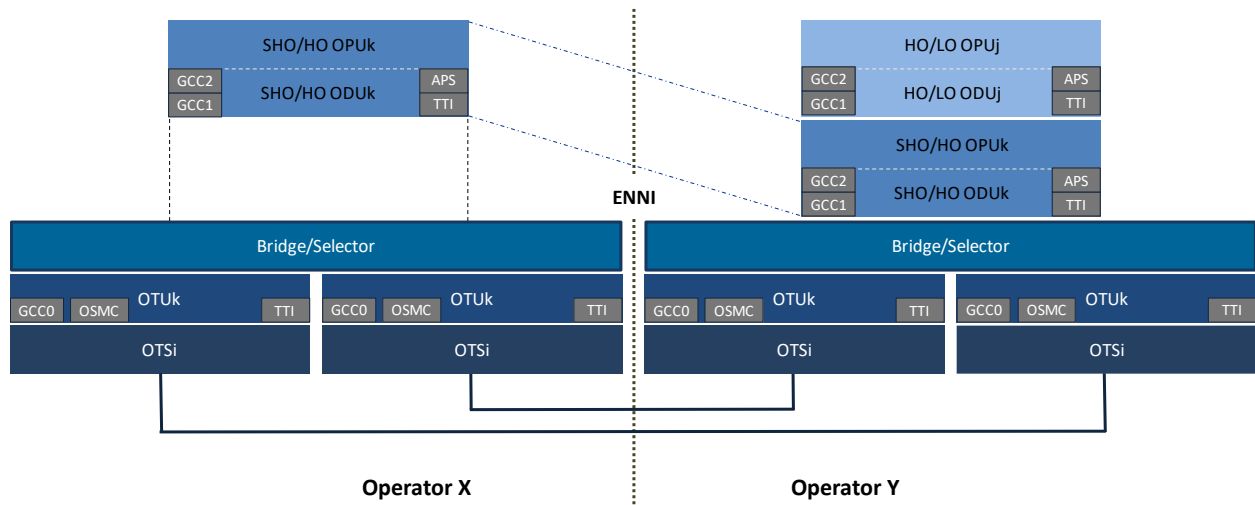 SHO/HO OPUk
GCC2
APS
SHO/HO ODUk
GCC1
TTI
HO/LO OPUj
GCC2
APS
HO/LO ODUj
GCC1
TTI
SHO/HO OPUk
GCC2
APS
SHO/HO ODUk
GCC1
TTI
ENNI
Bridge/Selector
Bridge/Selector
OTUk
GCC0
OSMC
TTI
OTUk
GCC0
OSMC
TTI
OTUk
GCC0
OSMC
TTI
OTUk
GCC0
OSMC
TTI
OTSi
OTSi
OTSi
OTSi
Operator X
Operator Y